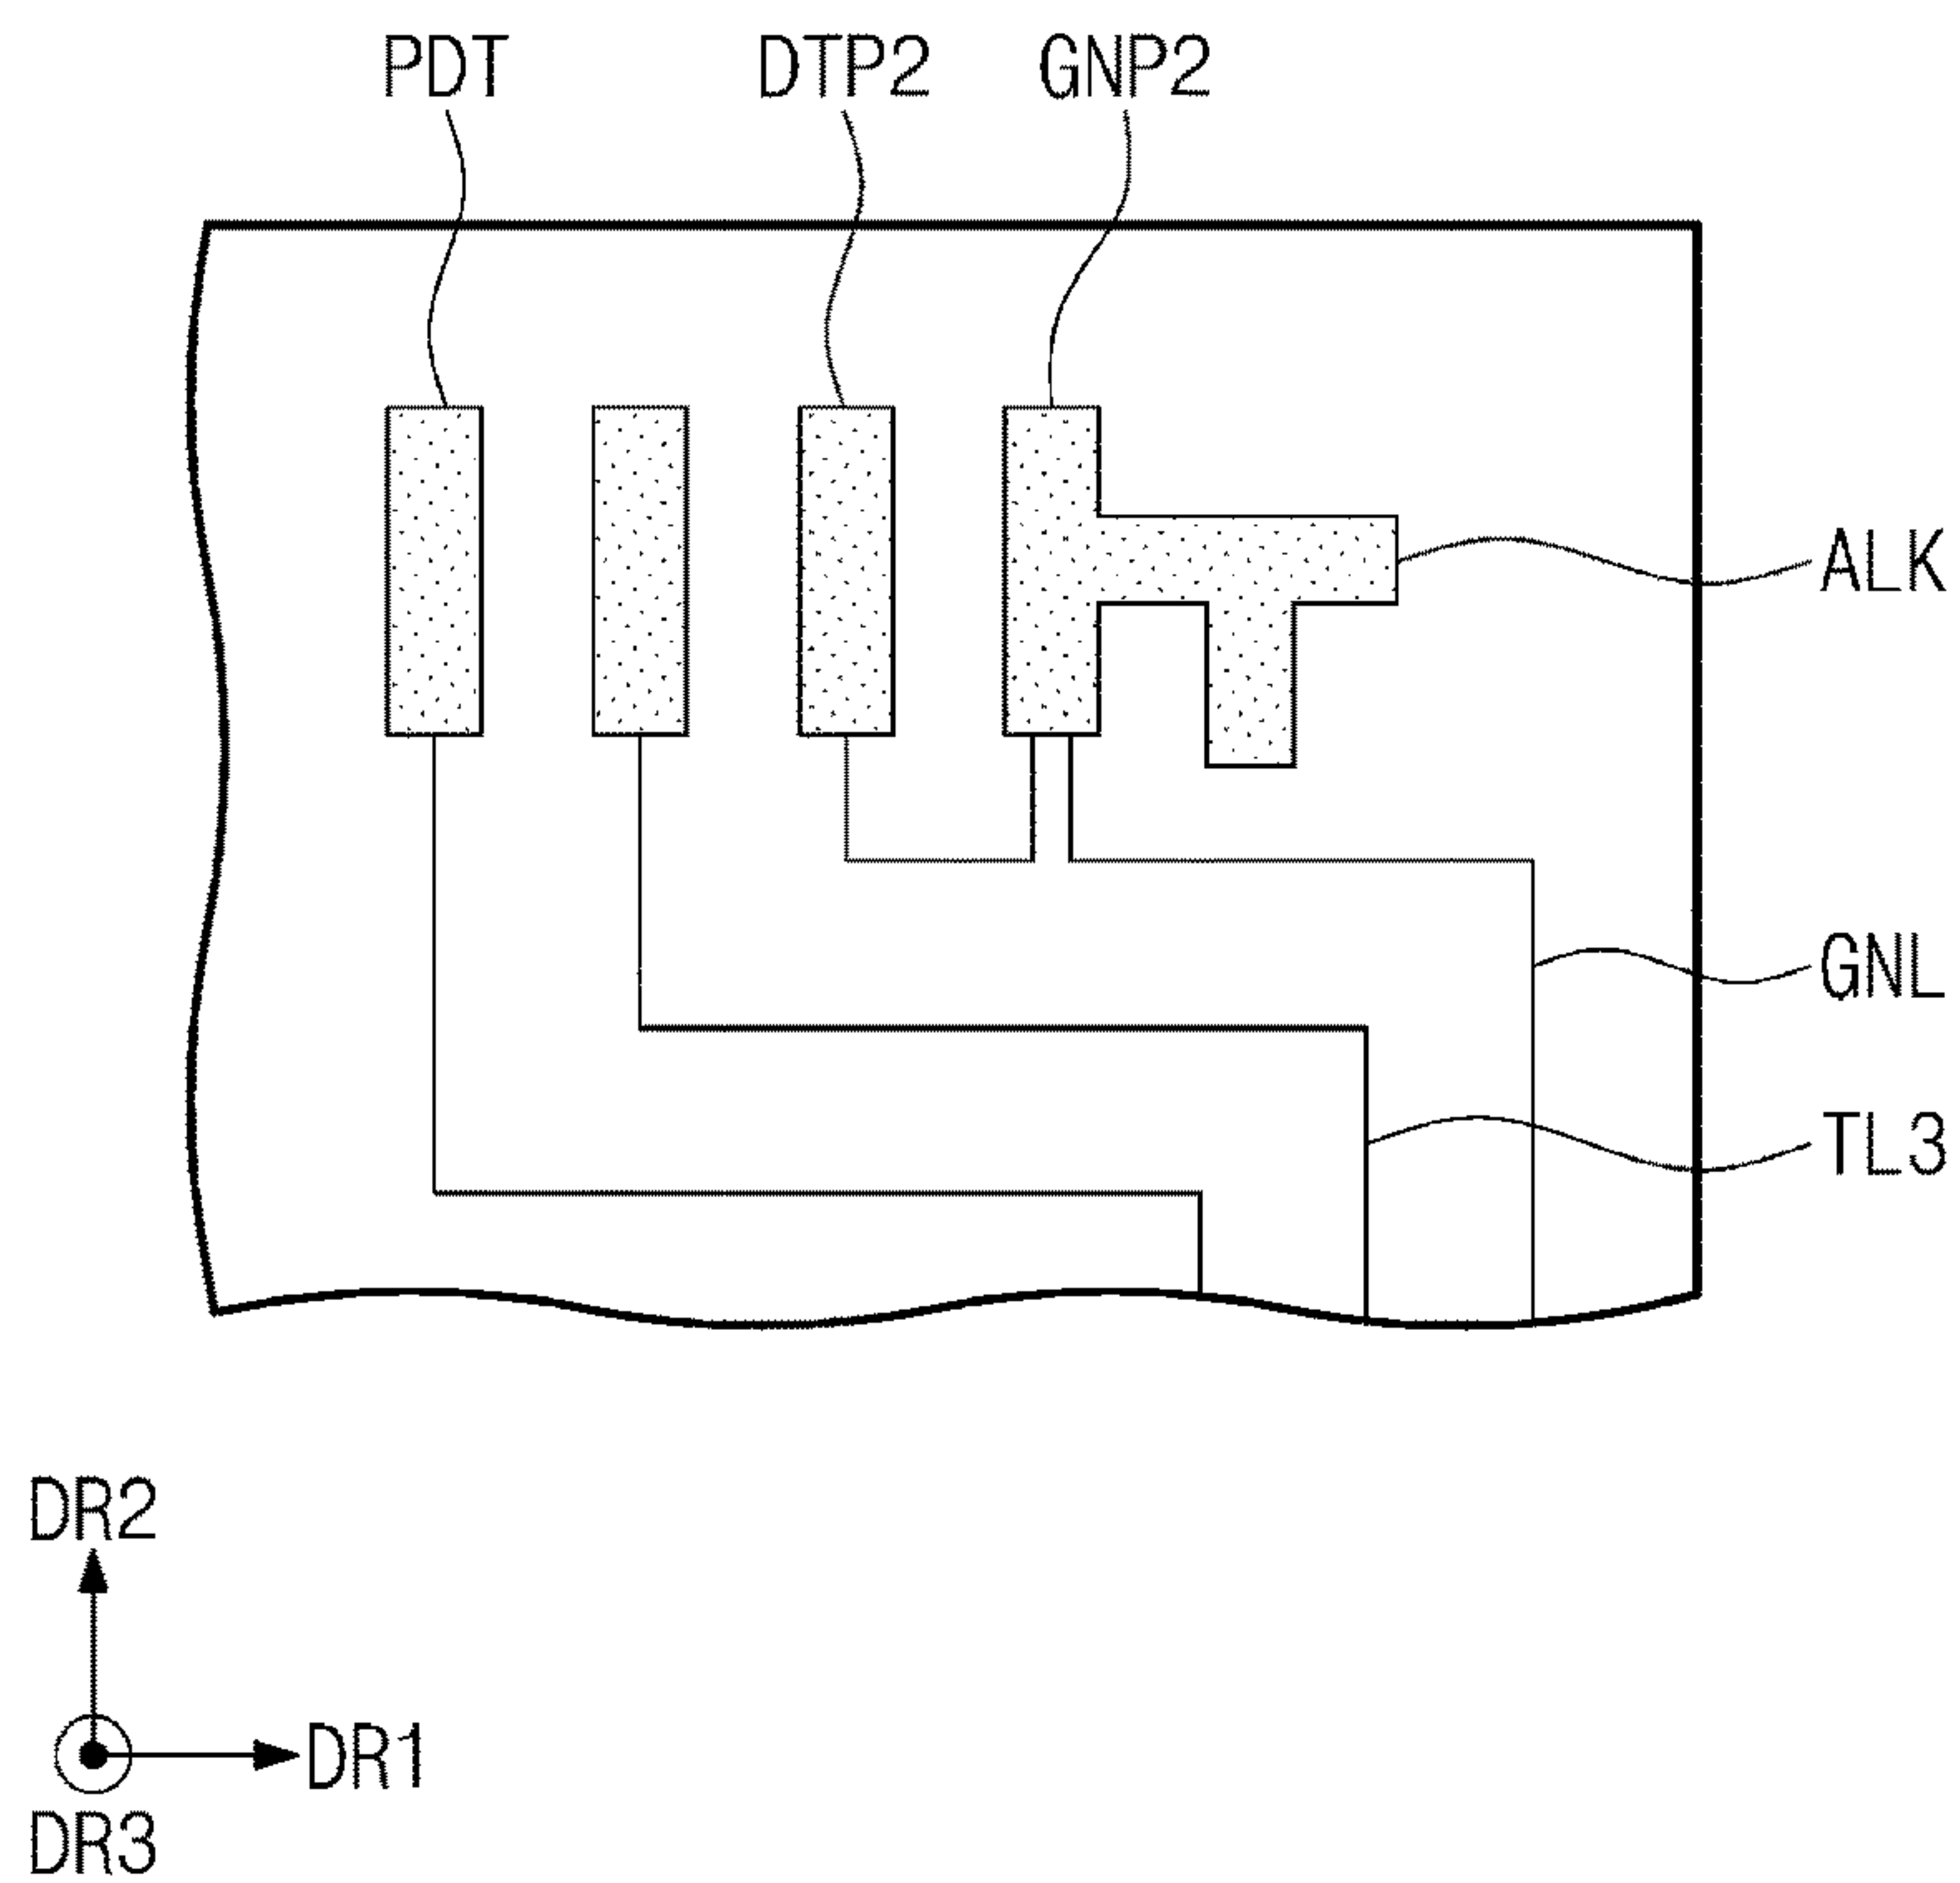 PDT DTP2 GNP2
ALK
GNL
TL3
DR2
DR1
DR3